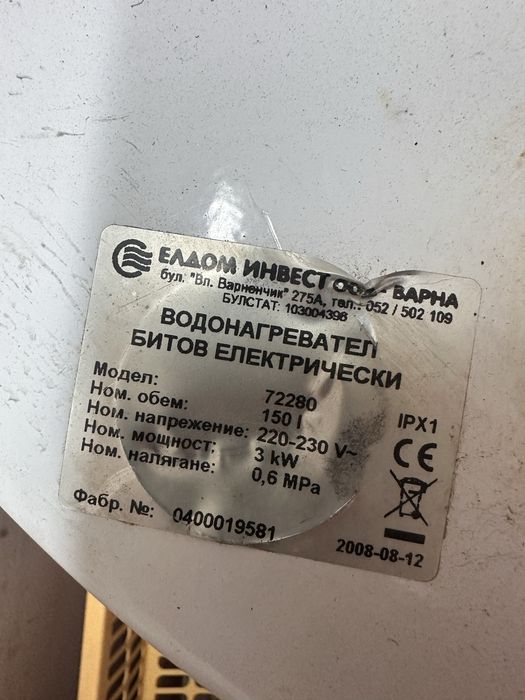 ЕЛДОМ ИНВЕСТ ООД - ВАРНА
бул. "Вл. Варненчик" 275А, тел.: 052 / 502 109
БУЛСТАТ: 103004398
ВОДОНАГРЕВАТЕЛ
БИТОВ ЕЛЕКТРИЧЕСКИ
Модел: 72280
Ном. обем: 150 l
Ном. напрежение: 220-230 V~
Ном. мощност: 3 kW
Ном. налягане: 0,6 MPa
IPX1
CE
Фабр. №: 0400019581
2008-08-12